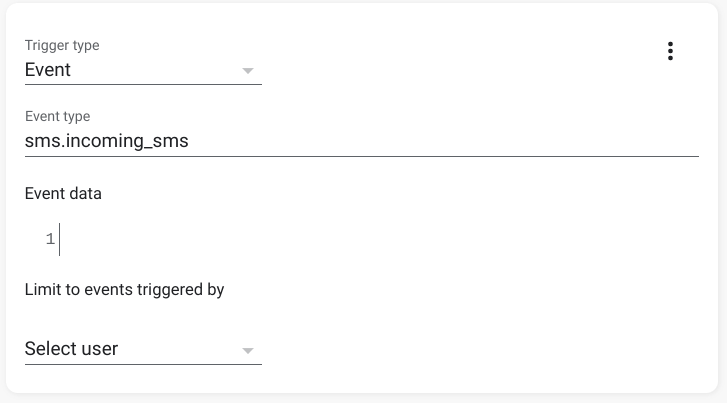 Trigger type
Event
Event type
sms.incoming_sms
Event data
1
Limit to events triggered by
Select user